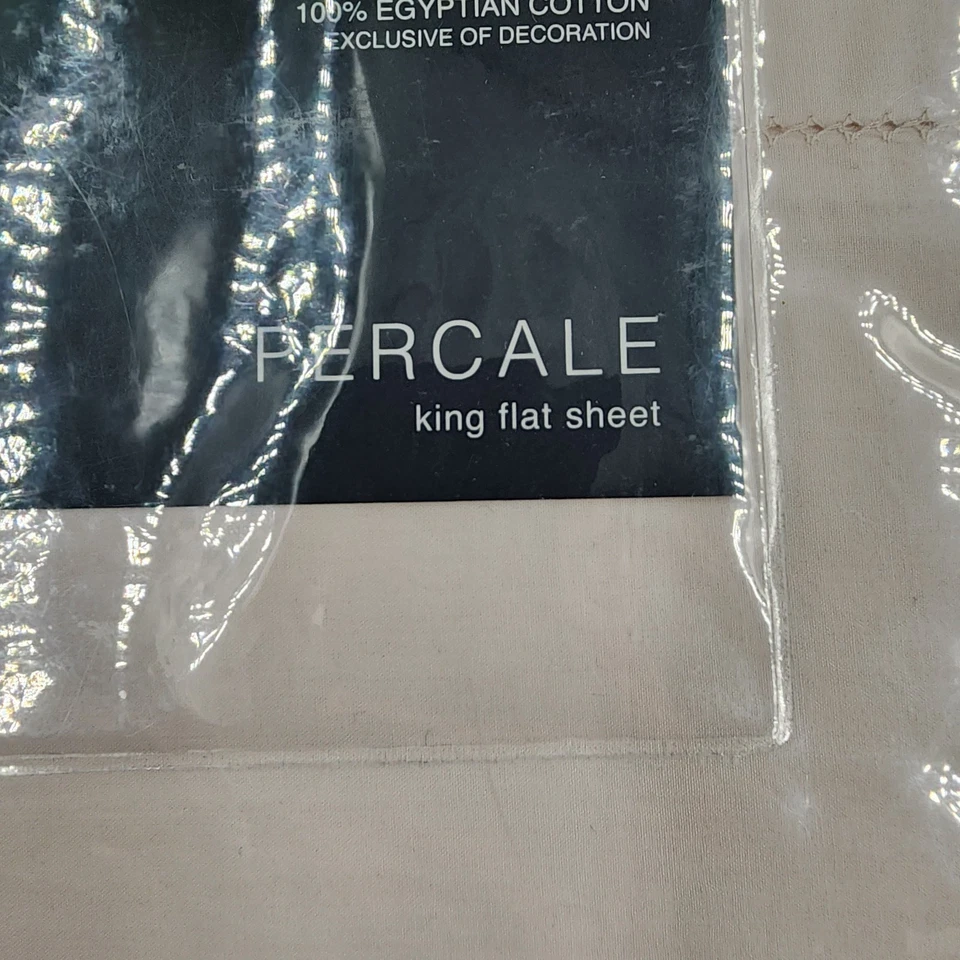 100% EGYPTIAN COTTON
EXCLUSIVE OF DECORATION
PERCALE
king flat sheet